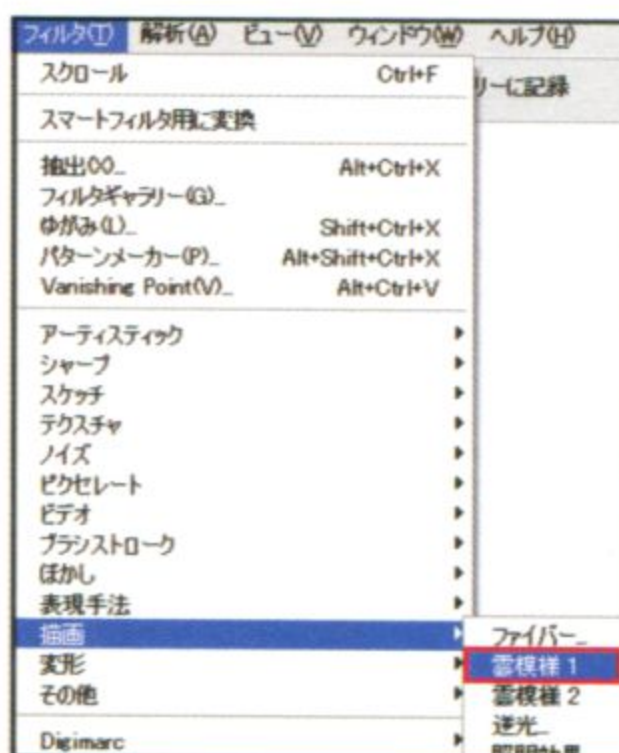 フィルタ(T) 解析(A) ビュー(V) ウィンドウ(W) ヘルプ(H)
スクロール Ctrl+F
リーに記録
スマートフィルタ用に変換
抽出(X)... Alt+Ctrl+X
フィルタギャラリー(G)...
ゆがみ(L)... Shift+Ctrl+X
パターンメーカー(P)... Alt+Shift+Ctrl+X
Vanishing Point(V)... Alt+Ctrl+V
アーティスティック
シャープ
スケッチ
テクスチャ
ノイズ
ピクセレート
ビデオ
ブラシストローク
ぼかし
表現手法
描画
ファイバー...
変形
雲模様 1
その他
雲模様 2
逆光...
Digimarc
照明効果